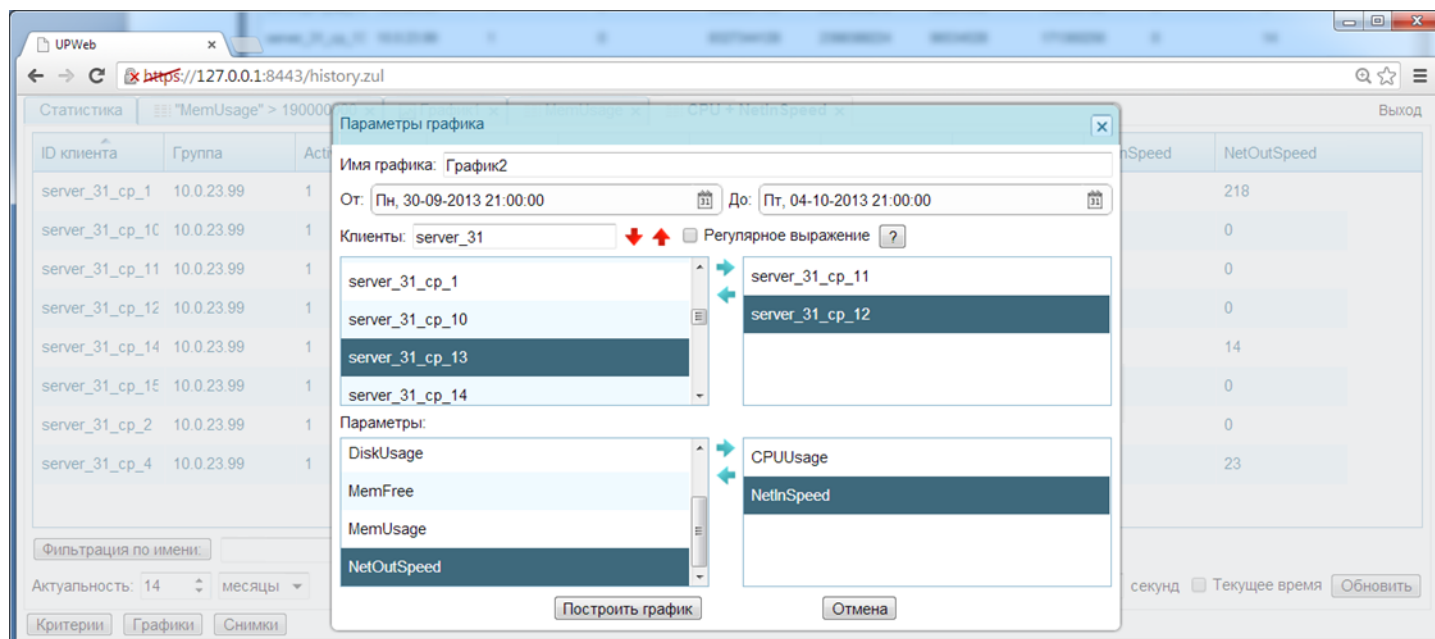 UPWeb
https://127.0.0.1:8443/history.zul
Статистика "MemUsage" > 190000 MemUsage CPU + NetInSpeed Выход
Параметры графика
ID клиента Группа NetOutSpeed
Имя графика: График2
server_31_cp_1 10.0.23.99 1 218
От: Пн, 30-09-2013 21:00:00 До: Пт, 04-10-2013 21:00:00
server_31_cp_10 10.0.23.99 1 0
Клиенты: server_31 Регулярное выражение ?
server_31_cp_11 10.0.23.99 1 0
server_31_cp_12 10.0.23.99 1 0
server_31_cp_14 10.0.23.99 1 14
server_31_cp_15 10.0.23.99 1 0
server_31_cp_2 10.0.23.99 1 0
server_31_cp_4 10.0.23.99 1 23
server_31_cp_1
server_31_cp_10
server_31_cp_13
server_31_cp_14
server_31_cp_11
server_31_cp_12
Параметры:
DiskUsage
MemFree
MemUsage
NetOutSpeed
CPUUsage
NetInSpeed
Построить график Отмена
Фильтрация по имени:
Актуальность: 14 месяцы секунд Текущее время Обновить
Критерии Графики Снимки